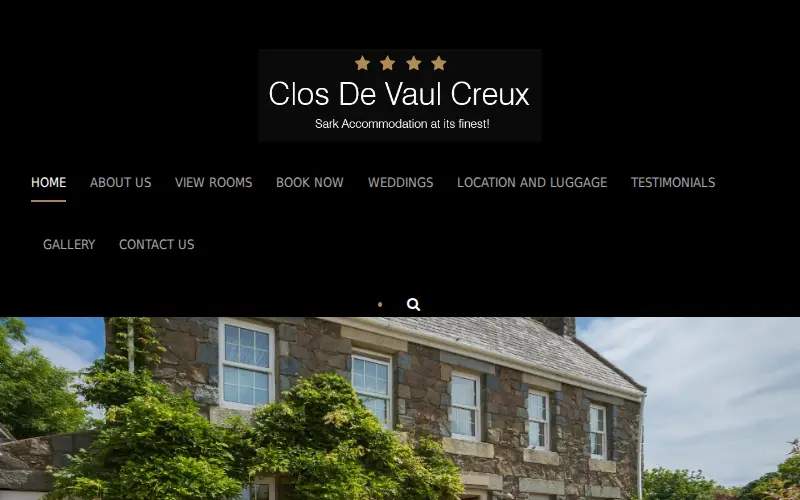 Clos De Vaul Creux
Sark Accommodation at its finest!
HOME ABOUT US VIEW ROOMS BOOK NOW WEDDINGS LOCATION AND LUGGAGE TESTIMONIALS
GALLERY CONTACT US